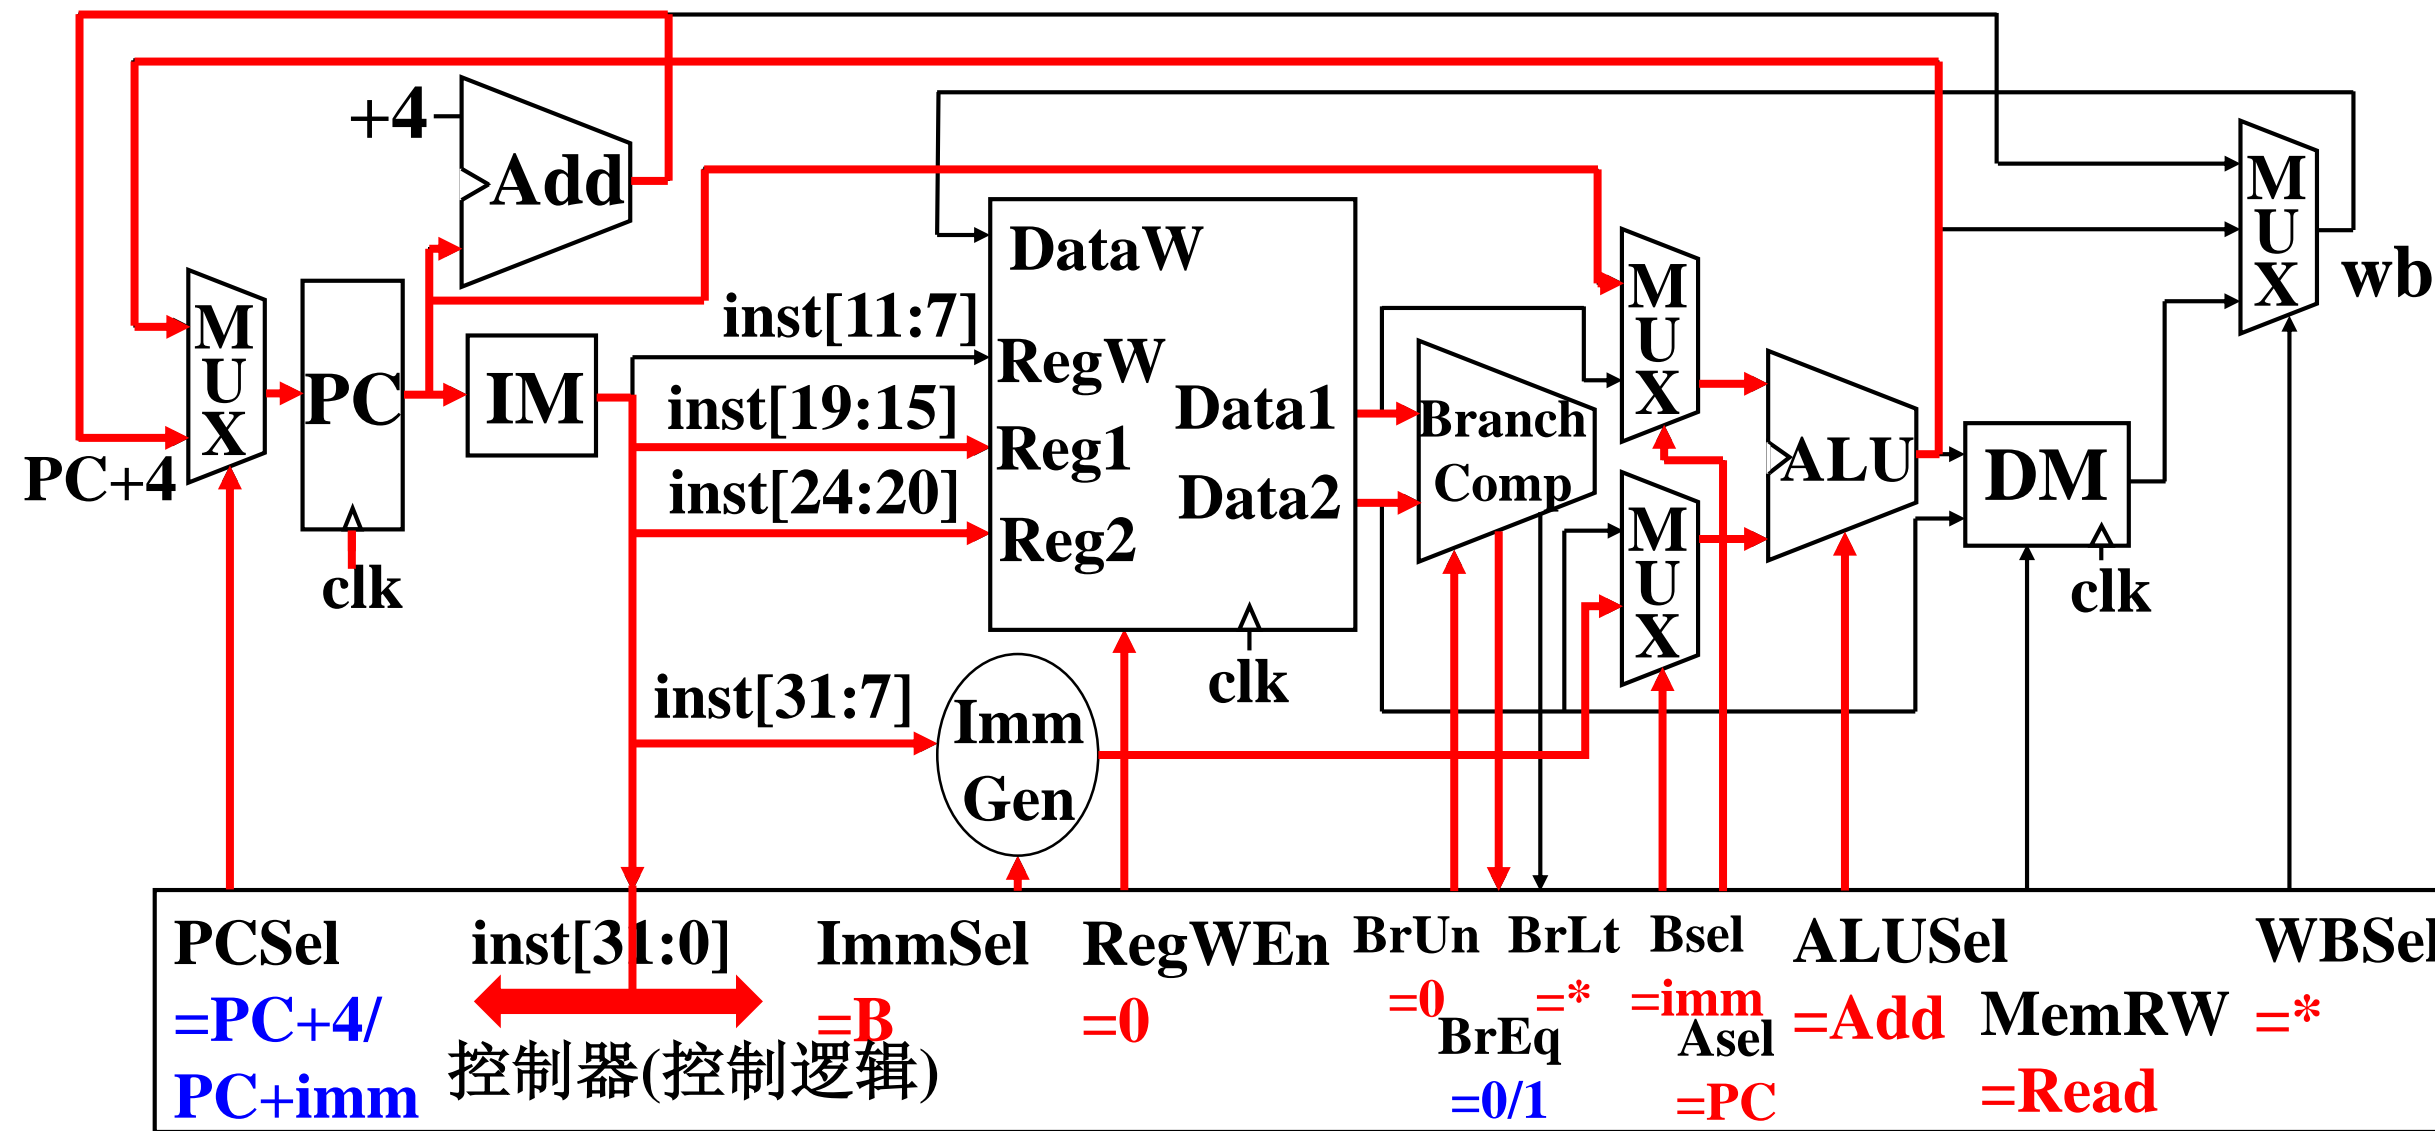 +4
Add
M
U
X
PC+4
PC
clk
IM
inst[11:7]
inst[19:15]
inst[24:20]
inst[31:7]
DataW
RegW
Reg1
Reg2
Data1
Data2
clk
Imm
Gen
Branch
Comp
M
U
X
M
U
X
ALU
DM
clk
M
U
X
wb
PCSel
=PC+4/
PC+imm
inst[31:0]
控制器(控制逻辑)
ImmSel
=B
RegWEn
=0
BrUn
=0
BrLt
=*
BrEq
=0/1
Bsel
=imm
Asel
=PC
ALUSel
=Add
MemRW
=Read
WBSel
=*